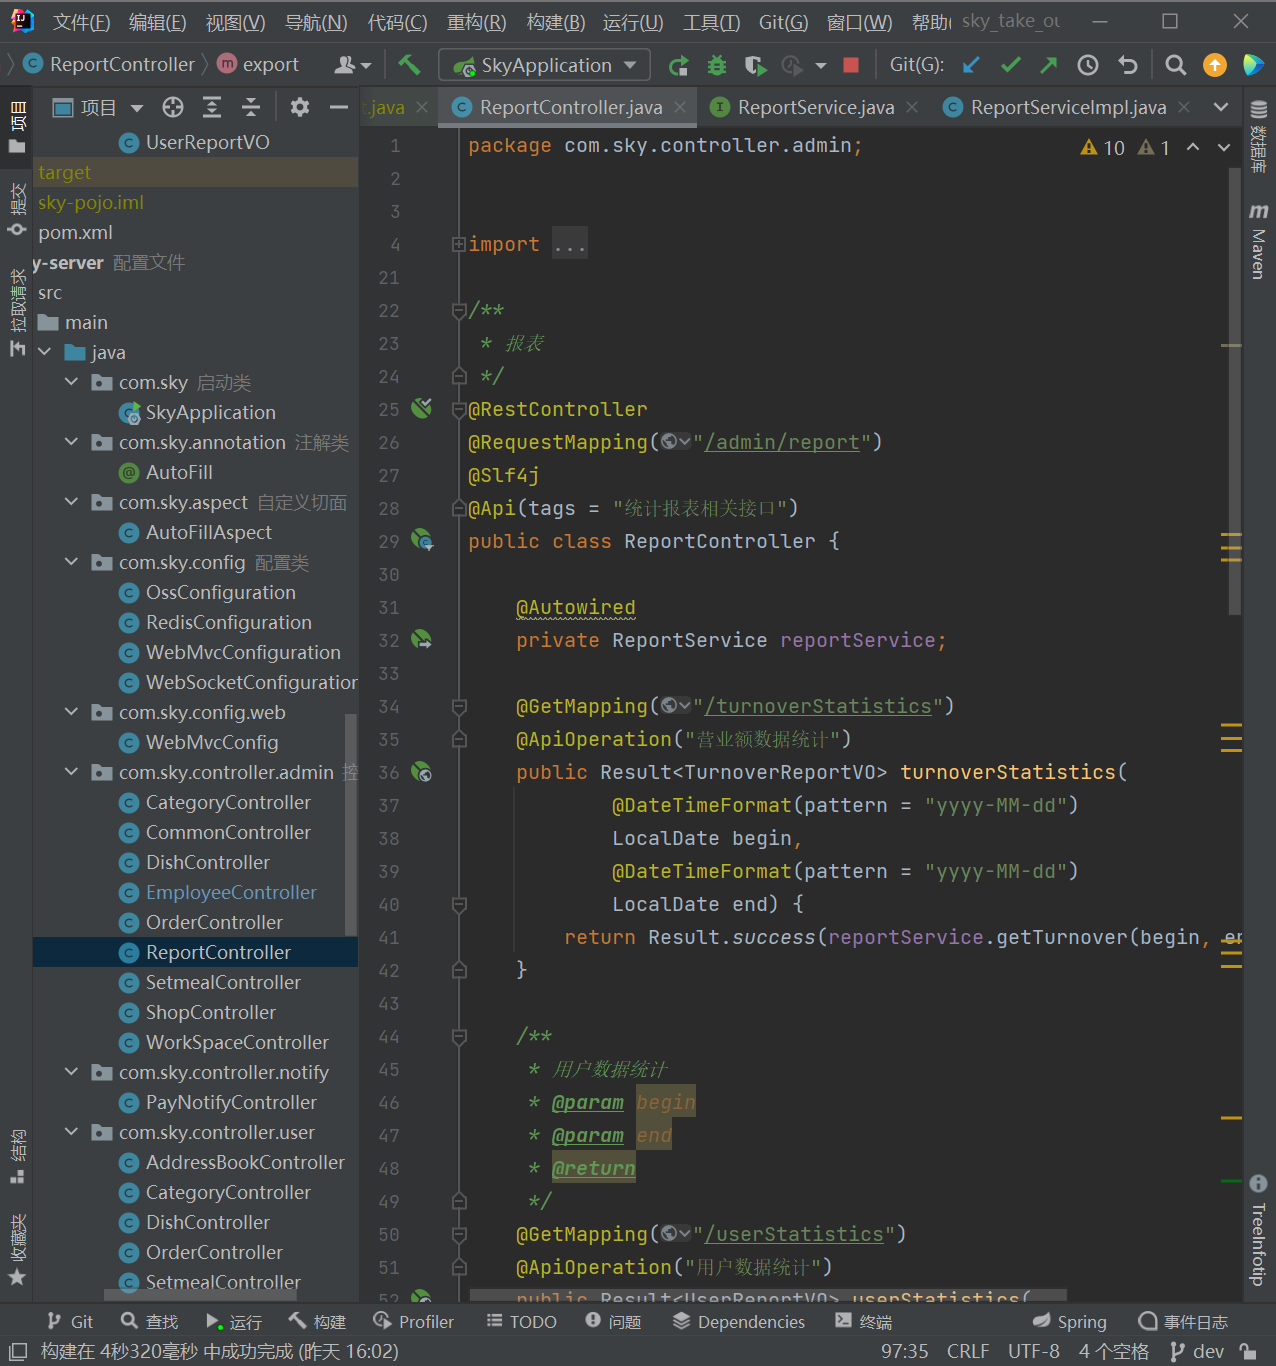 文件(F) 编辑(E) 视图(V) 导航(N) 代码(C) 重构(R) 构建(B) 运行(U) 工具(T) Git(G) 窗口(W) 帮助( sky_take_ou
ReportController export SkyApplication Git(G):
项目
.java ReportController.java ReportService.java ReportServiceImpl.java
项目
提交
拉取请求
结构
收藏夹
UserReportVO
target
sky-pojo.iml
pom.xml
y-server 配置文件
src
main
java
com.sky 启动类
SkyApplication
com.sky.annotation 注解类
AutoFill
com.sky.aspect 自定义切面
AutoFillAspect
com.sky.config 配置类
OssConfiguration
RedisConfiguration
WebMvcConfiguration
WebSocketConfiguration
com.sky.config.web
WebMvcConfig
com.sky.controller.admin 控
CategoryController
CommonController
DishController
EmployeeController
OrderController
ReportController
SetmealController
ShopController
WorkSpaceController
com.sky.controller.notify
PayNotifyController
com.sky.controller.user
AddressBookController
CategoryController
DishController
OrderController
SetmealController
10 1
1 package com.sky.controller.admin;
2
3
4 import ...
21
22 /**
23 * 报表
24 */
25 @RestController
26 @RequestMapping("/admin/report")
27 @Slf4j
28 @Api(tags = "统计报表相关接口")
29 public class ReportController {
30
31 @Autowired
32 private ReportService reportService;
33
34 @GetMapping("/turnoverStatistics")
35 @ApiOperation("营业额数据统计")
36 public Result<TurnoverReportVO> turnoverStatistics(
37 @DateTimeFormat(pattern = "yyyy-MM-dd")
38 LocalDate begin,
39 @DateTimeFormat(pattern = "yyyy-MM-dd")
40 LocalDate end) {
41 return Result.success(reportService.getTurnover(begin, en
42 }
43
44 /**
45 * 用户数据统计
46 * @param begin
47 * @param end
48 * @return
49 */
50 @GetMapping("/userStatistics")
51 @ApiOperation("用户数据统计")
52 public Result<UserReportVO> userStatistics(
数据库
Maven
TreeInfotip
Git 查找 运行 构建 Profiler TODO 问题 Dependencies 终端 Spring 事件日志
构建在 4秒320毫秒 中成功完成 (昨天 16:02) 97:35 CRLF UTF-8 4 个空格 dev